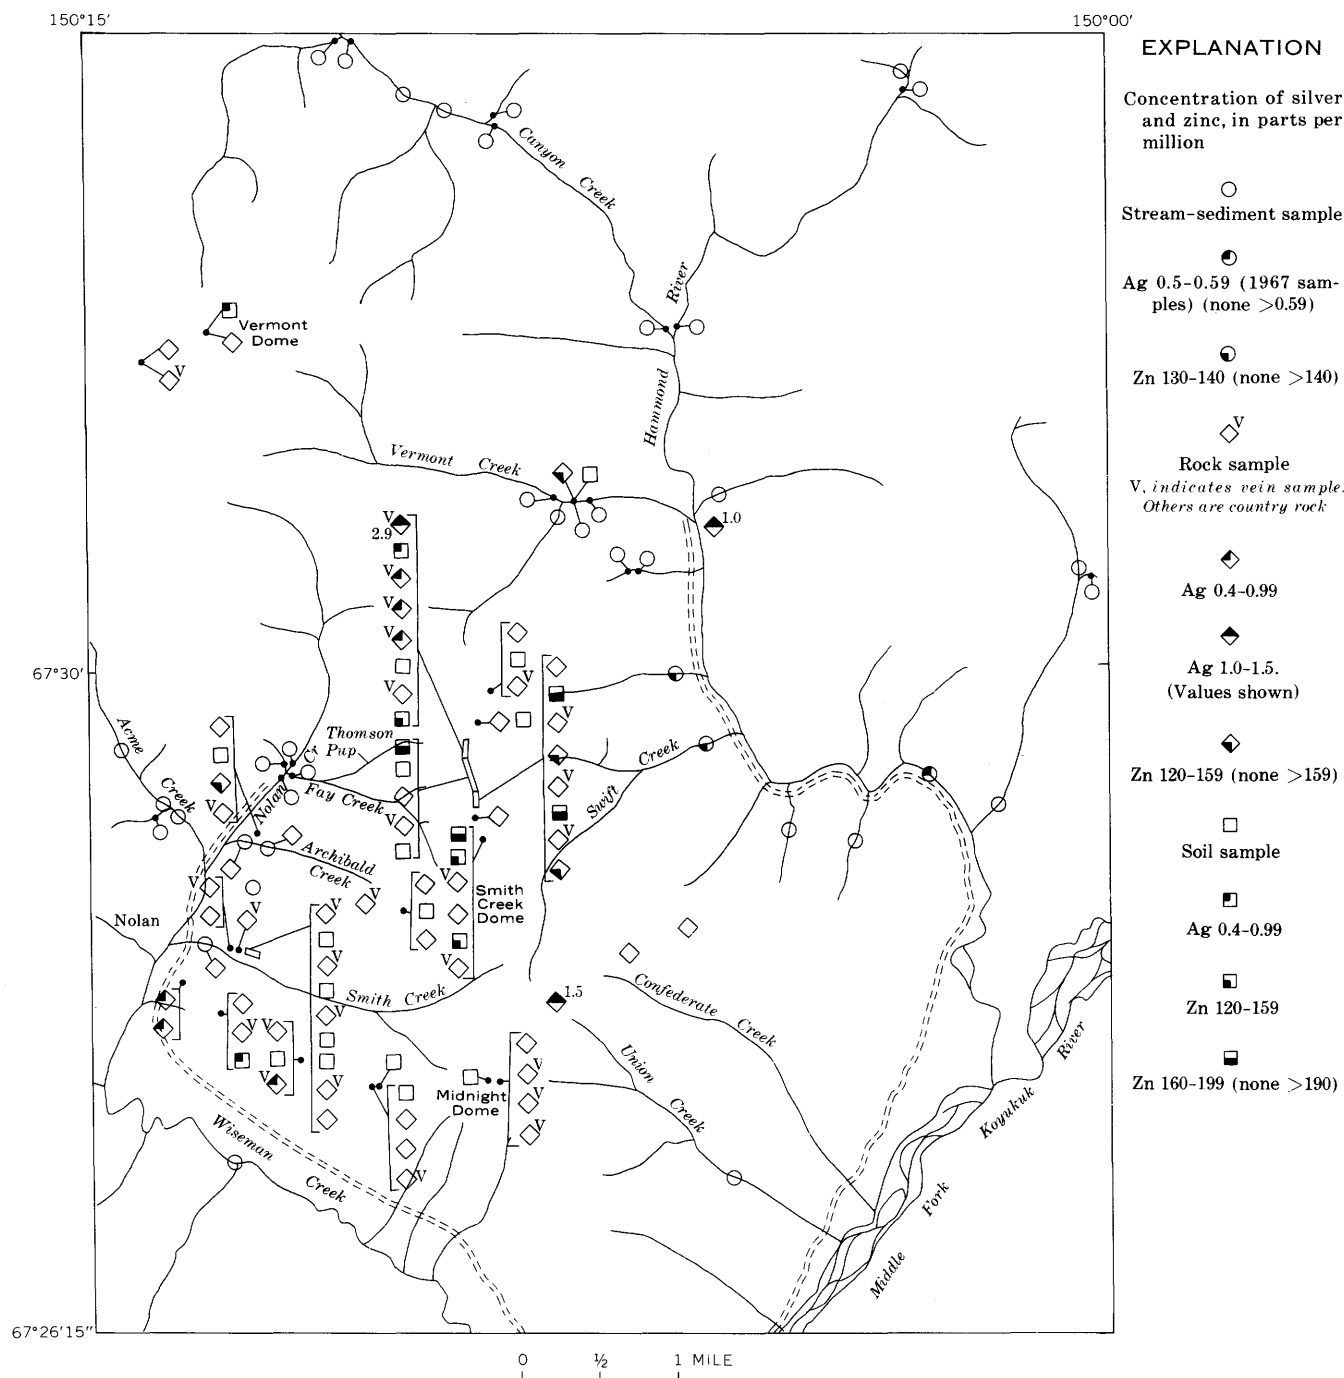 150°15′
150°00′
EXPLANATION
Concentration of silver
and zinc, in parts per
million
Stream-sediment sample
Ag 0.5-0.59 (1967 sam-
ples) (none >0.59)
Zn 130-140 (none >140)
V
Rock sample
V, indicates vein sample.
Others are country rock
Ag 0.4-0.99
Ag 1.0-1.5.
(Values shown)
Zn 120-159 (none >159)
Soil sample
Ag 0.4-0.99
Zn 120-159
Zn 160-199 (none >190)
Canyon Creek
River
Hammond
Vermont
Dome
V
Vermont Creek
V
2.9
1.0
V
V
V
V
V
67°30′
Acme
Creek
Thomson
Pup
Nolan Ck
Fay Creek
V
V
V
Creek
Swift
V
Archibald
Creek
V
V
V
V
V
Smith
Creek
Dome
V
Nolan
V
V
V
Smith Creek
1.5
Confederate Creek
V
V V
V
V
Union
Creek
V
V
V
Midnight
Dome
V
Wiseman
Creek
Koyukuk
River
Middle
Fork
67°26′15″
0 ½ 1 MILE